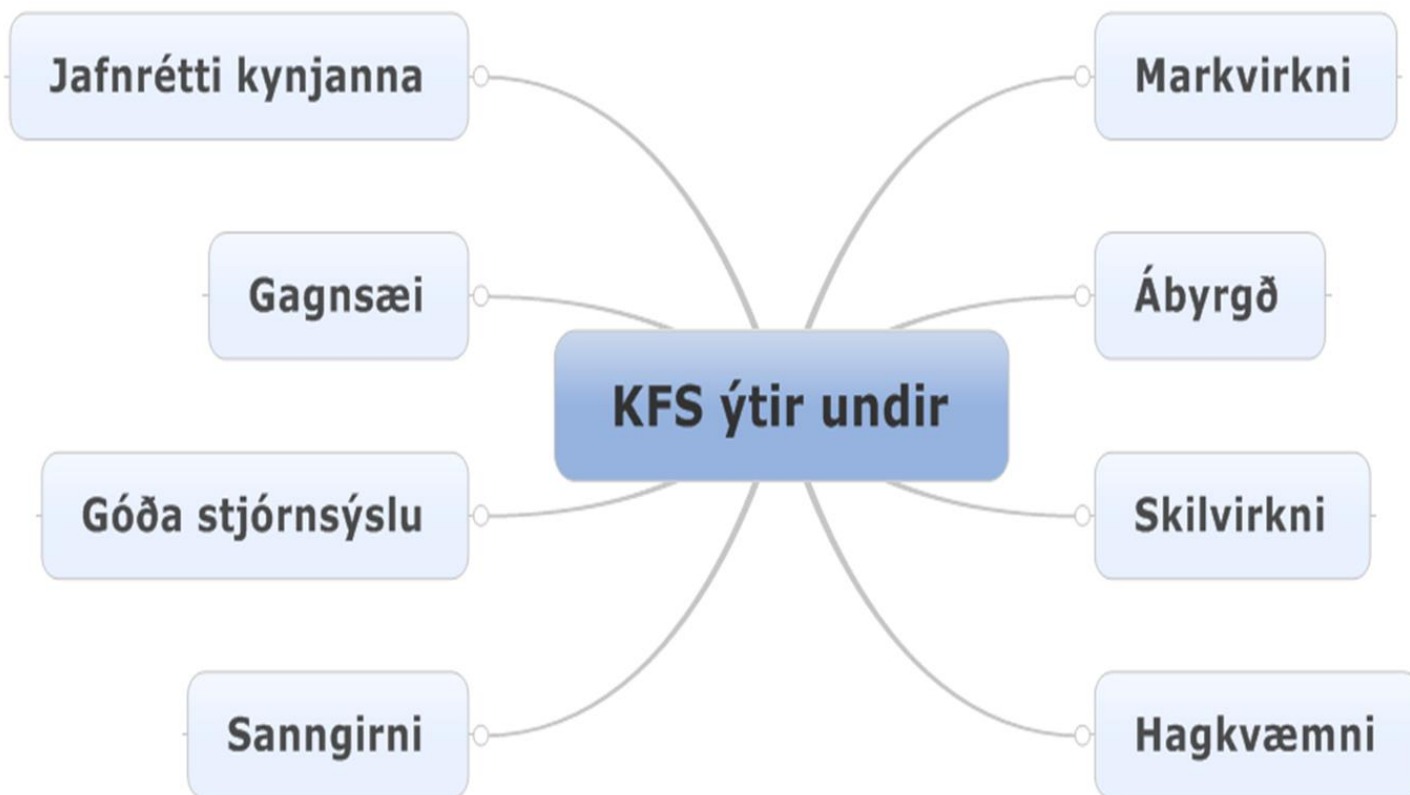 Jafnrétti kynjanna
Markvirkni
Gagnsæi
Ábyrgð
KFS ýtir undir
Góða stjórnsýslu
Skilvirkni
Sanngirni
Hagkvæmni